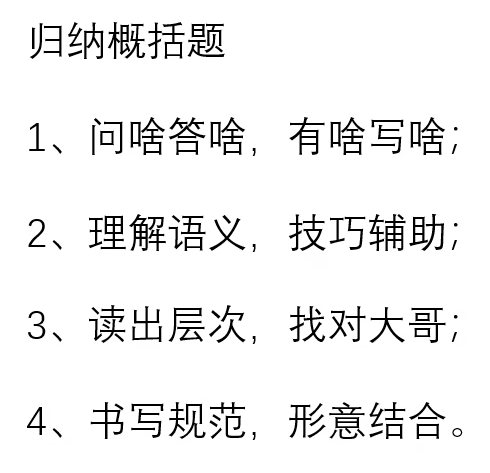 归纳概括题
1、问啥答啥，有啥写啥；
2、理解语义，技巧辅助；
3、读出层次，找对大哥；
4、书写规范，形意结合。